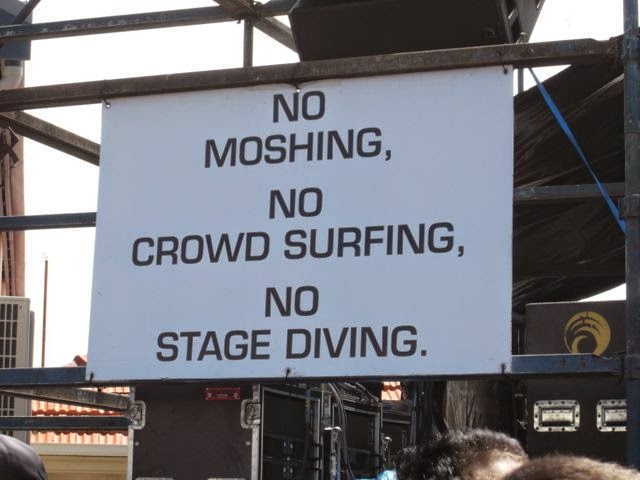 NO
MOSHING,
NO
CROWD SURFING,
NO
STAGE DIVING.